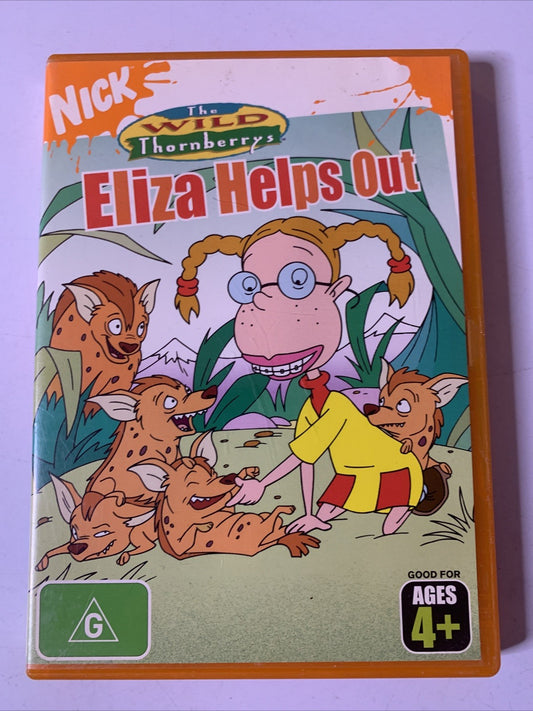 NICK
The
WILD
Thornberrys
Eliza Helps Out
G
GOOD FOR
AGES
4+